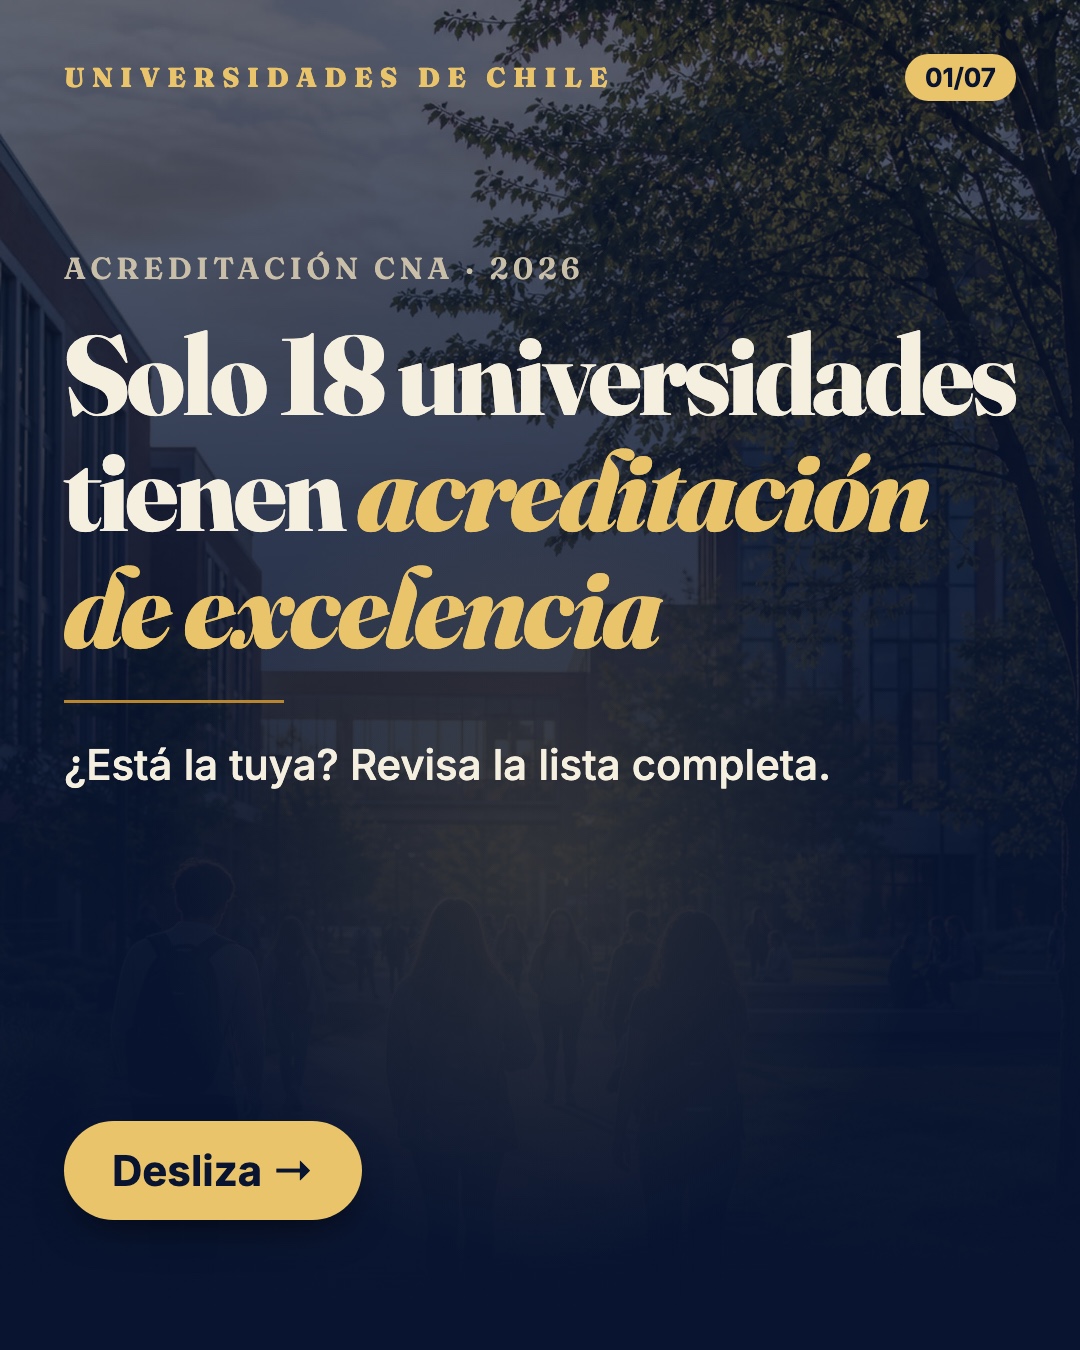 UNIVERSIDADES DE CHILE
01/07
ACREDITACIÓN CNA · 2026
Solo 18 universidades
tienen acreditación
de excelencia
¿Está la tuya? Revisa la lista completa.
Desliza →